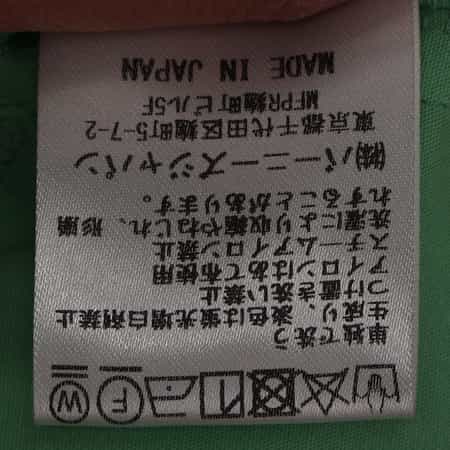 単独で洗う
生成り、淡色は蛍光増白剤禁止
つけ置き洗い禁止
アイロンはあて布使用
スチームアイロン禁止
洗濯により収縮やねじれ、形崩
れすることがあります。
㈱バーニーズジャパン
東京都千代田区麹町5-7-2
MFPR麹町ビル5F
MADE IN JAPAN